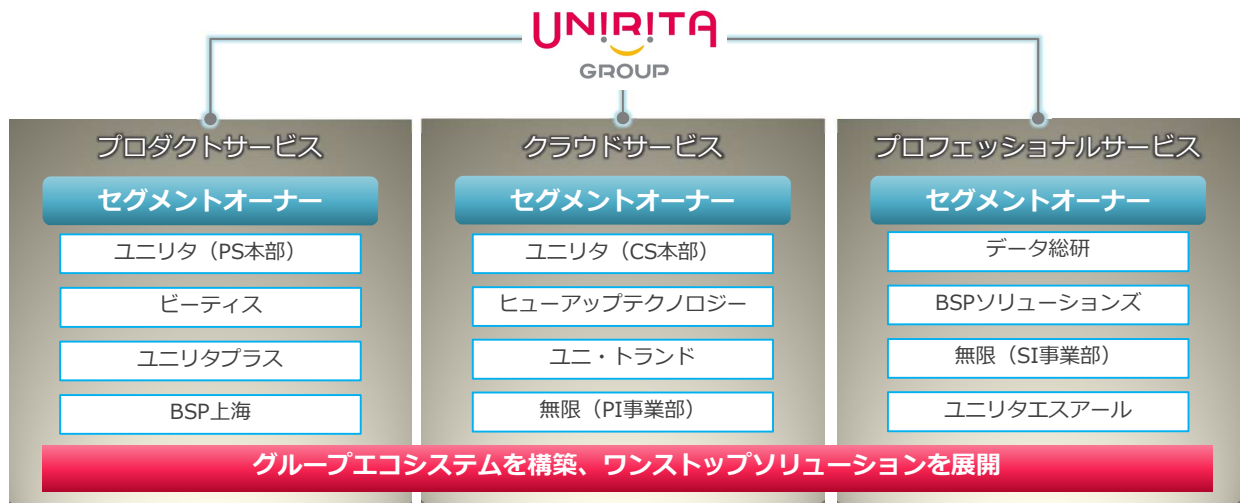 UNIRITA
GROUP
プロダクトサービス
セグメントオーナー
ユニリタ（PS本部）
ビーティス
ユニリタプラス
BSP上海
クラウドサービス
セグメントオーナー
ユニリタ（CS本部）
ヒューアップテクノロジー
ユニ・トランド
無限（PI事業部）
プロフェッショナルサービス
セグメントオーナー
データ総研
BSPソリューションズ
無限（SI事業部）
ユニリタエスアール
グループエコシステムを構築、ワンストップソリューションを展開